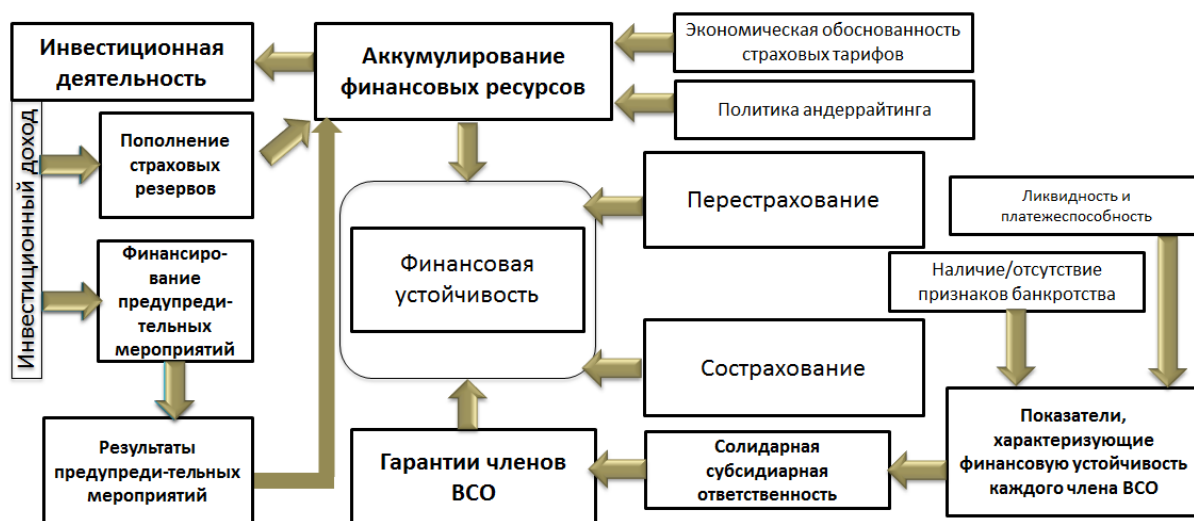 Инвестиционная
деятельность
Аккумулирование
финансовых ресурсов
Экономическая обоснованность
страховых тарифов
Политика андеррайтинга
Инвестиционный доход
Пополнение
страховых
резервов
Финансиро-
вание
предупреди-
тельных
мероприятий
Результаты
предупреди-тельных
мероприятий
Финансовая
устойчивость
Перестрахование
Сострахование
Ликвидность и
платежеспособность
Наличие/отсутствие
признаков банкротства
Гарантии членов
ВСО
Солидарная
субсидиарная
ответственность
Показатели,
характеризующие
финансовую устойчивость
каждого члена ВСО